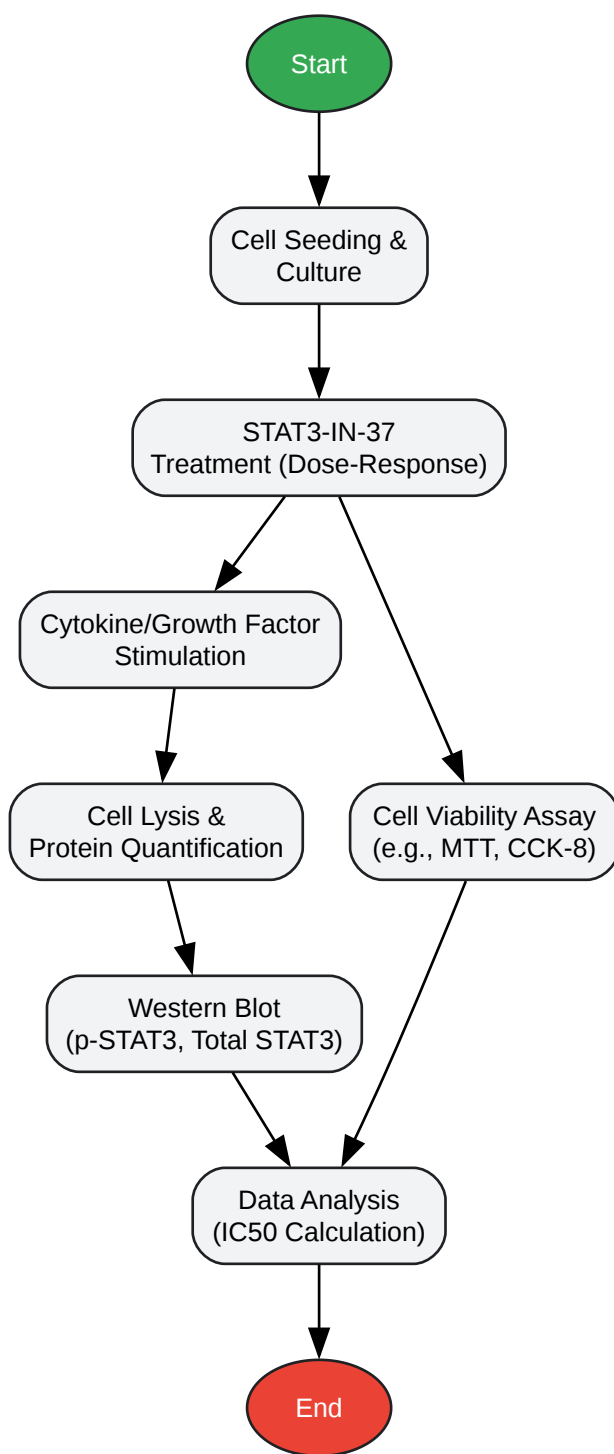 Start
Cell Seeding &
Culture
STAT3-IN-37
Treatment (Dose-Response)
Cytokine/Growth Factor
Stimulation
Cell Lysis &
Protein Quantification
Cell Viability Assay
(e.g., MTT, CCK-8)
Western Blot
(p-STAT3, Total STAT3)
Data Analysis
(IC50 Calculation)
End